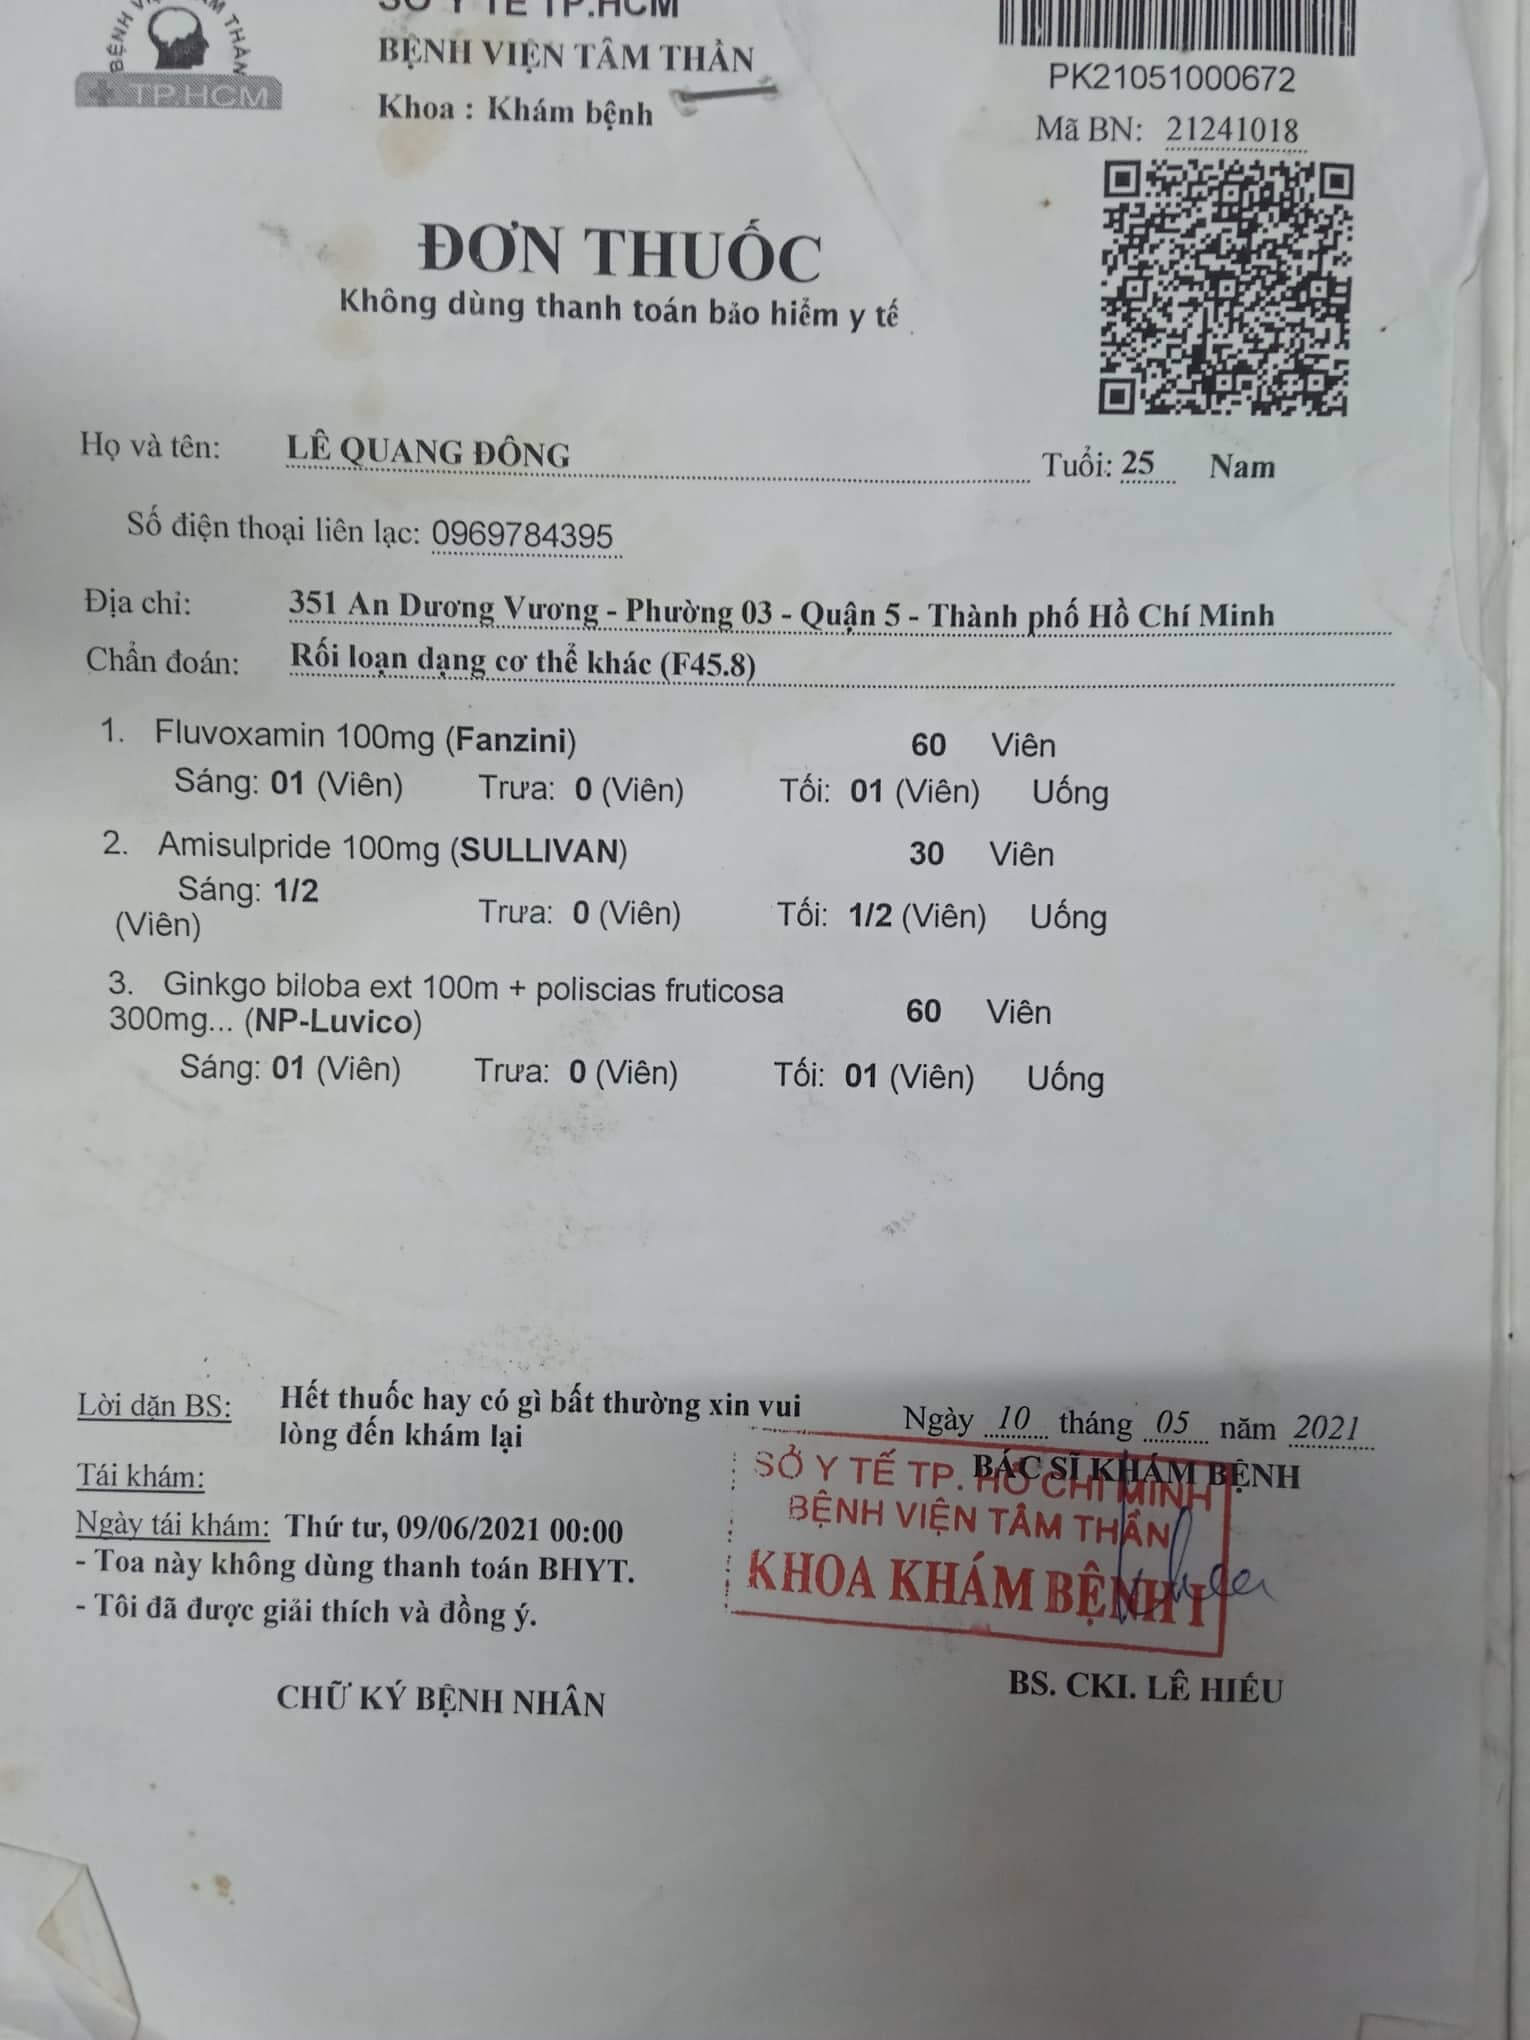 BỆNH VIỆN TÂM THẦN
TP.HCM
SỞ Y TẾ TP.HCM
BỆNH VIỆN TÂM THẦN
Khoa : Khám bệnh
PK21051000672
Mã BN: 21241018
ĐƠN THUỐC
Không dùng thanh toán bảo hiểm y tế
Họ và tên: LÊ QUANG ĐÔNG Tuổi: 25 Nam
Số điện thoại liên lạc: 0969784395
Địa chỉ: 351 An Dương Vương - Phường 03 - Quận 5 - Thành phố Hồ Chí Minh
Chẩn đoán: Rối loạn dạng cơ thể khác (F45.8)
1. Fluvoxamin 100mg (Fanzini) 60 Viên
Sáng: 01 (Viên) Trưa: 0 (Viên) Tối: 01 (Viên) Uống
2. Amisulpride 100mg (SULLIVAN) 30 Viên
Sáng: 1/2
(Viên) Trưa: 0 (Viên) Tối: 1/2 (Viên) Uống
3. Ginkgo biloba ext 100m + poliscias fruticosa
300mg... (NP-Luvico) 60 Viên
Sáng: 01 (Viên) Trưa: 0 (Viên) Tối: 01 (Viên) Uống
Lời dặn BS: Hết thuốc hay có gì bất thường xin vui
lòng đến khám lại
Tái khám:
Ngày tái khám: Thứ tư, 09/06/2021 00:00
- Toa này không dùng thanh toán BHYT.
- Tôi đã được giải thích và đồng ý.
CHỮ KÝ BỆNH NHÂN
Ngày 10 tháng 05 năm 2021
BÁC SĨ KHÁM BỆNH
SỞ Y TẾ TP. HỒ CHÍ MINH
BỆNH VIỆN TÂM THẦN
KHOA KHÁM BỆNH I
BS. CKI. LÊ HIẾU